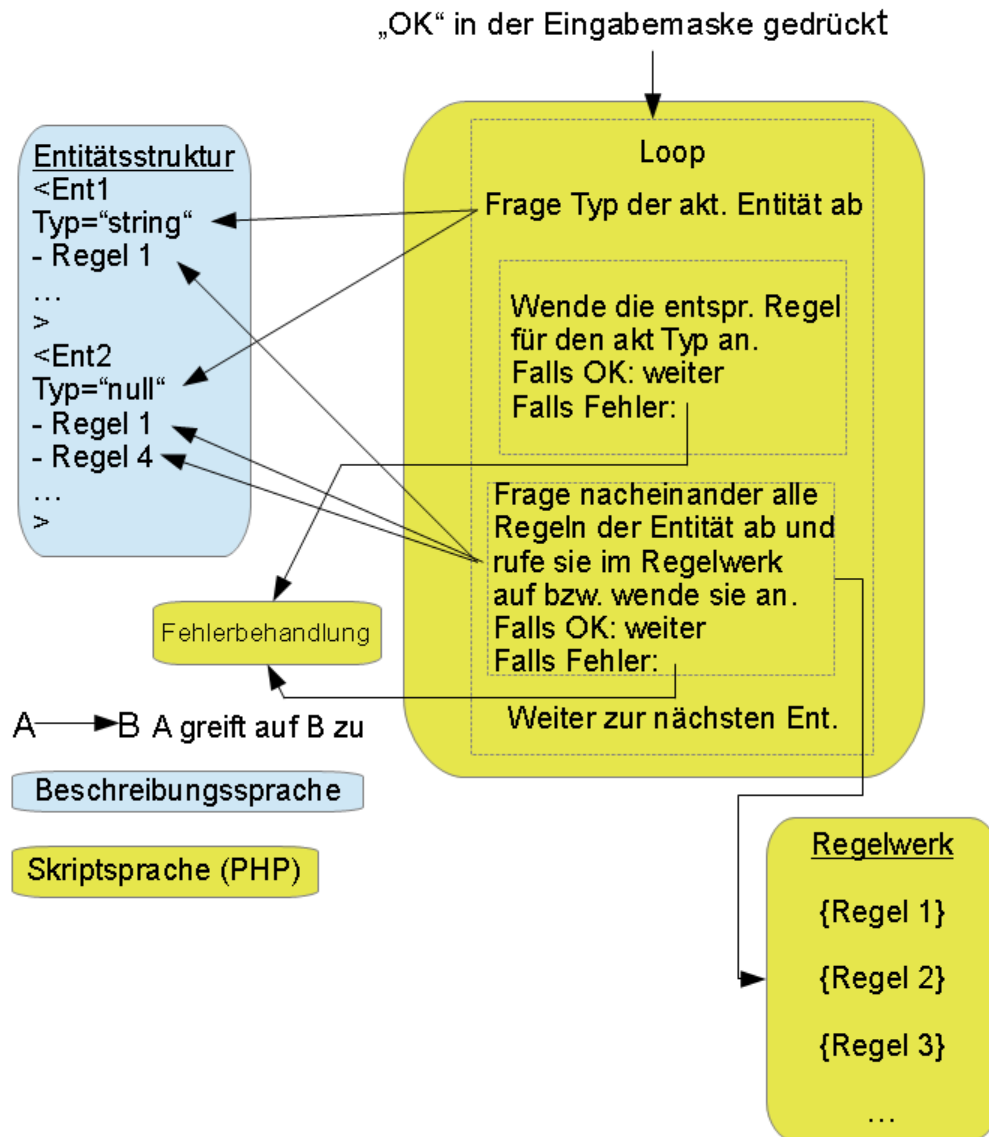 „OK“ in der Eingabemaske gedrückt
Entitätsstruktur
<Ent1
Typ=“string“
- Regel 1
...
>
<Ent2
Typ=“null“
- Regel 1
- Regel 4
...
>
Loop
Frage Typ der akt. Entität ab
Wende die entspr. Regel
für den akt Typ an.
Falls OK: weiter
Falls Fehler:
Frage nacheinander alle
Regeln der Entität ab und
rufe sie im Regelwerk
auf bzw. wende sie an.
Falls OK: weiter
Falls Fehler:
Weiter zur nächsten Ent.
Fehlerbehandlung
A B A greift auf B zu
Beschreibungssprache
Skriptsprache (PHP)
Regelwerk
{Regel 1}
{Regel 2}
{Regel 3}
...